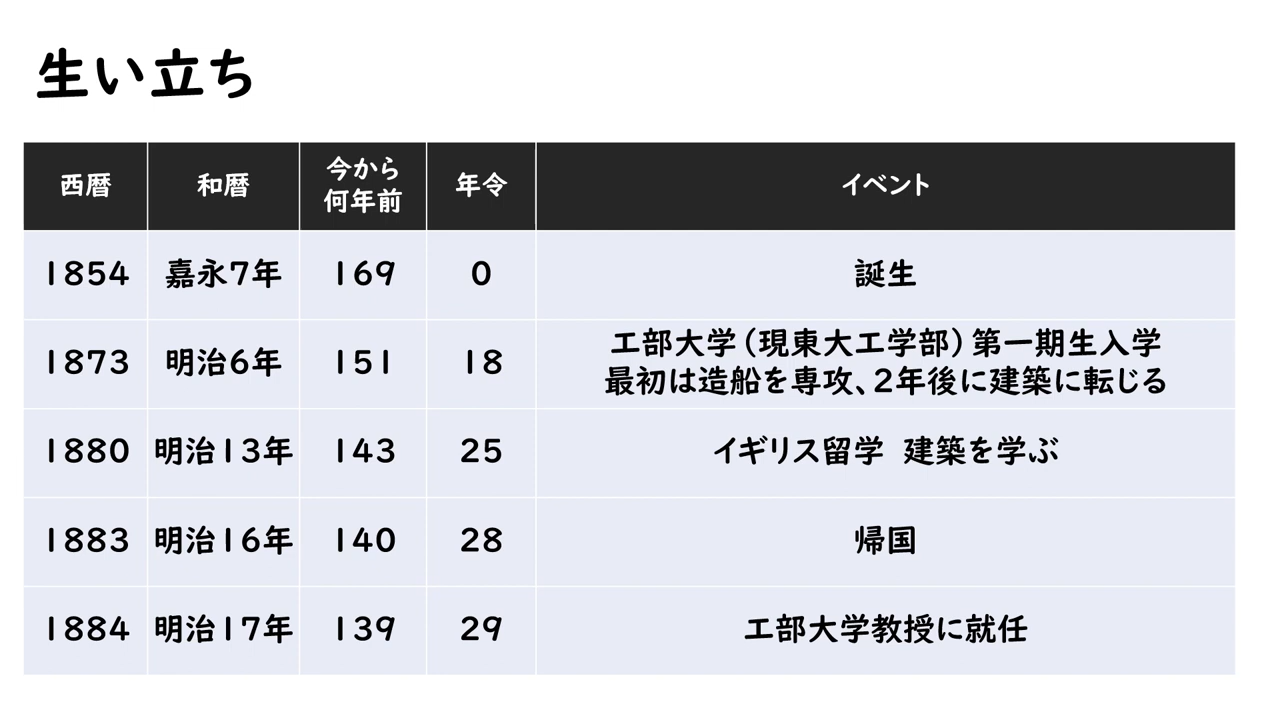 生い立ち
西暦 和暦 今から何年前 年令 イベント
1854 嘉永7年 169 0 誕生
1873 明治6年 151 18 工部大学（現東大工学部）第一期生入学
最初は造船を専攻、2年後に建築に転じる
1880 明治13年 143 25 イギリス留学 建築を学ぶ
1883 明治16年 140 28 帰国
1884 明治17年 139 29 工部大学教授に就任